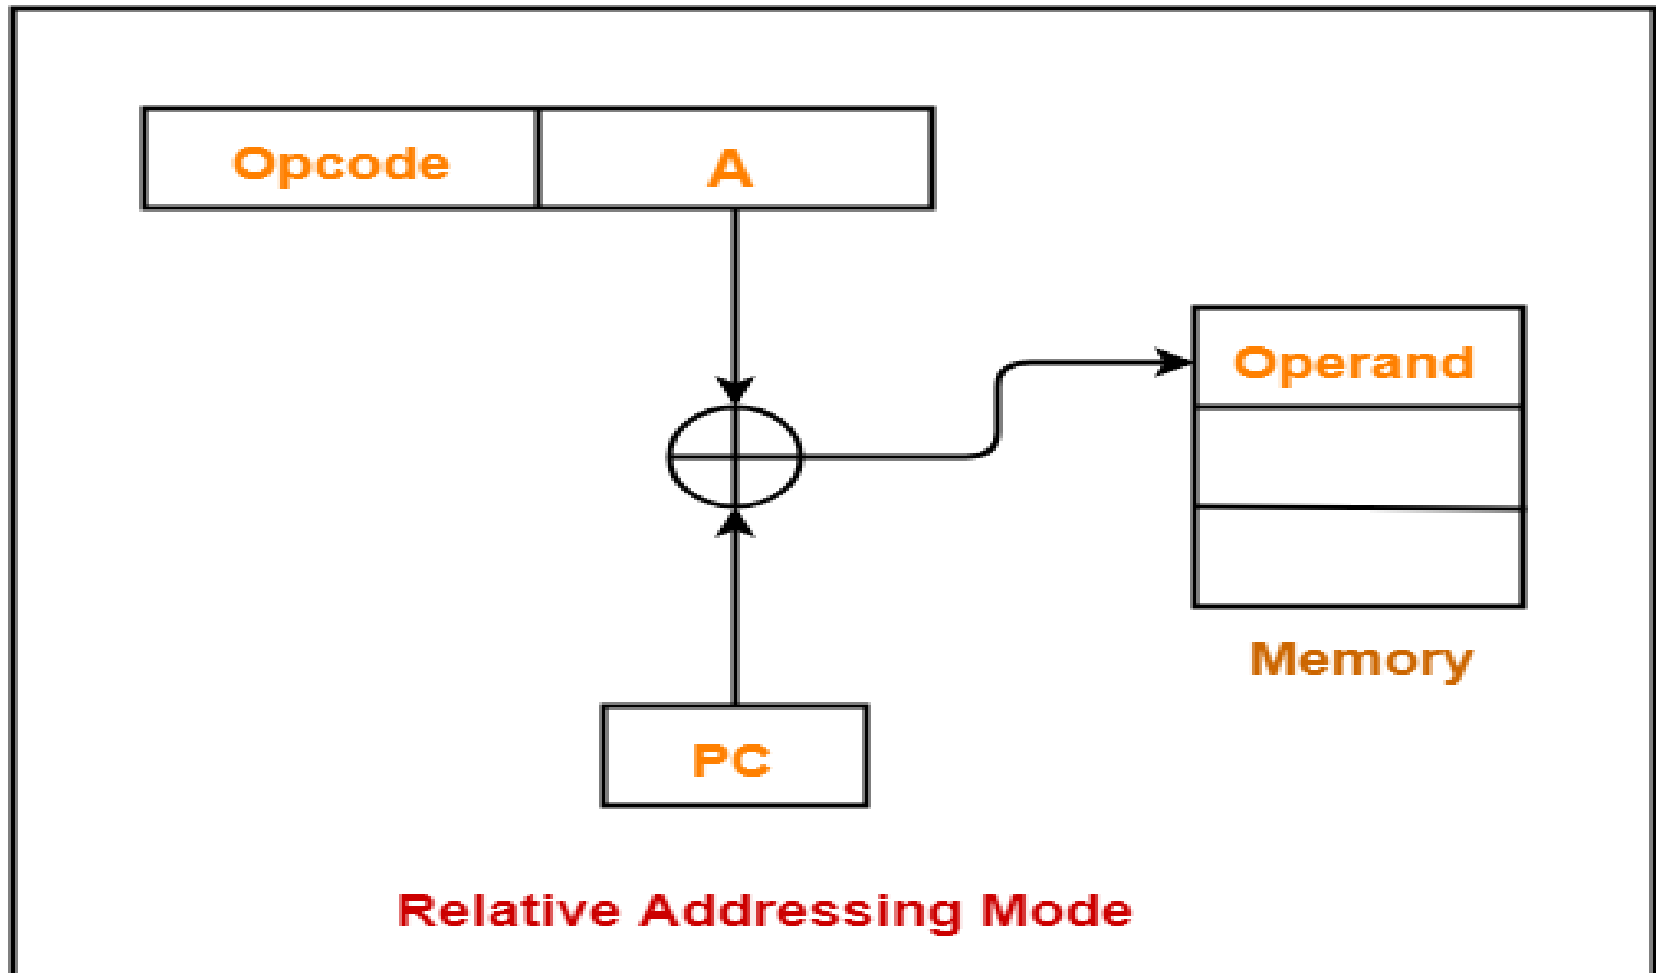 Opcode
A
Operand
Memory
PC
Relative Addressing Mode